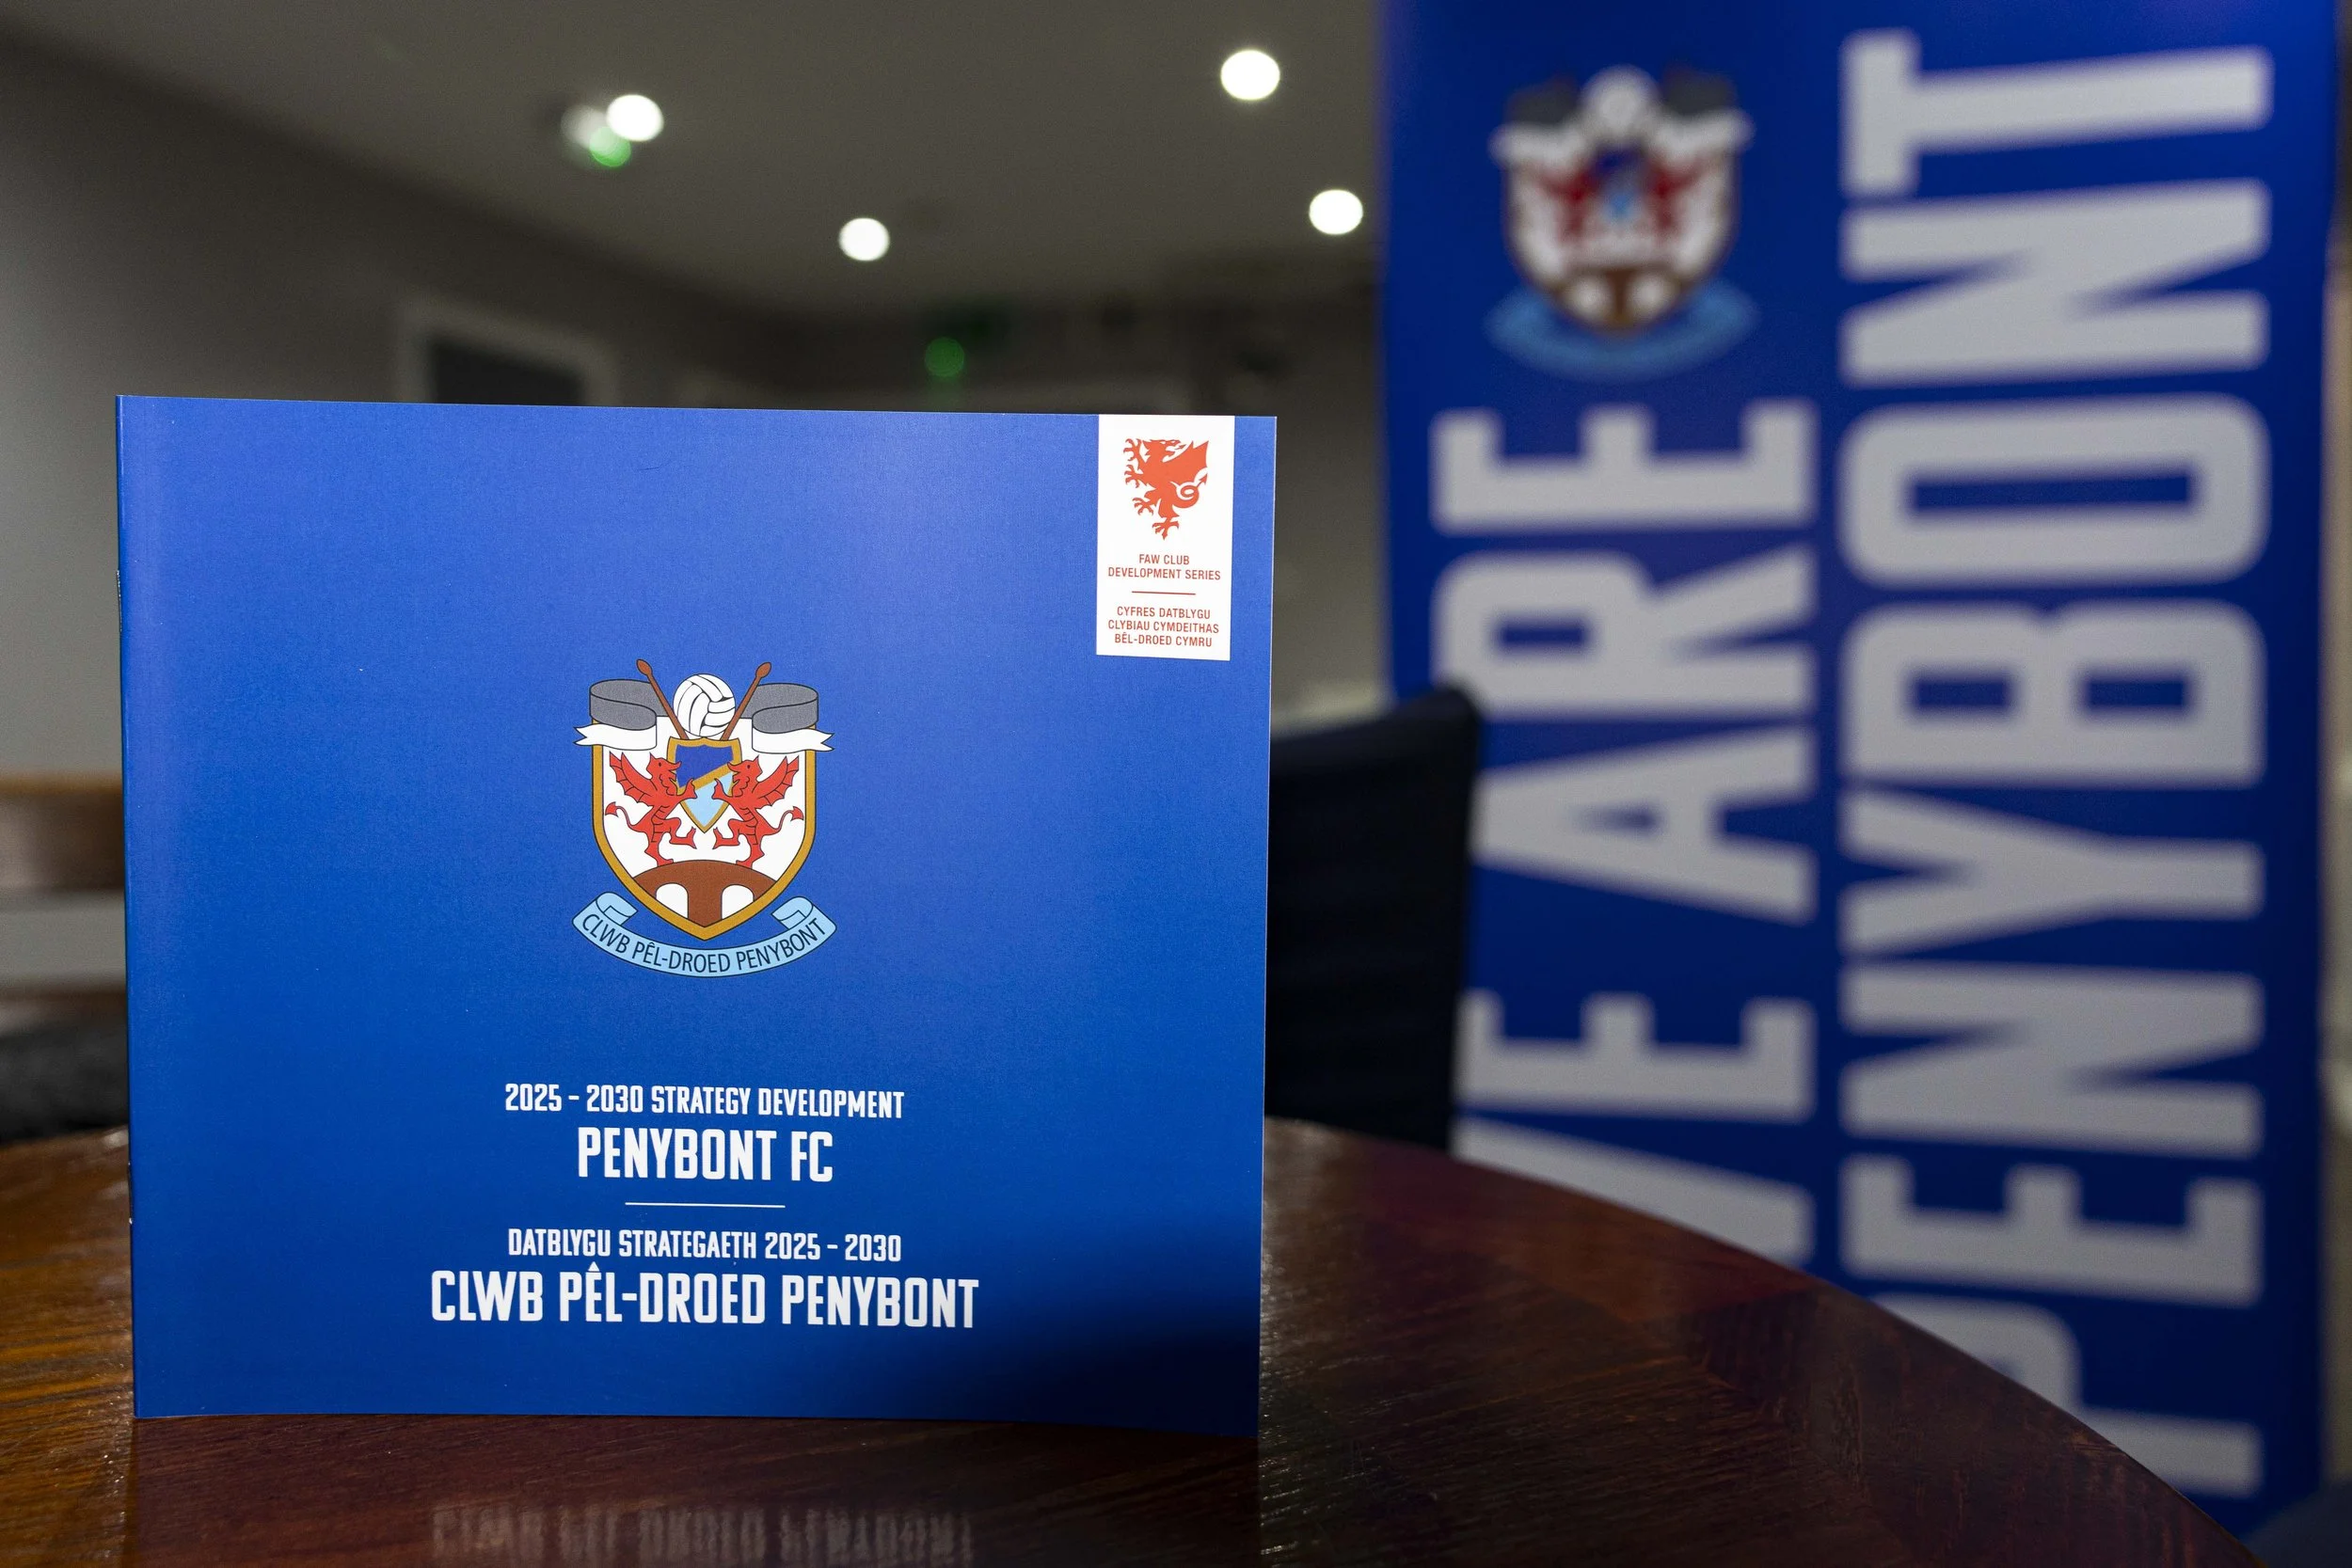 FAW CLUB
DEVELOPMENT SERIES
CYFRES DATBLYGU
CLYBIAU CYMDEITHAS
BÊL-DROED CYMRU
CLWB PÊL-DROED PENYBONT
2025 - 2030 STRATEGY DEVELOPMENT
PENYBONT FC
DATBLYGU STRATEGAETH 2025 - 2030
CLWB PÊL-DROED PENYBONT
WE ARE
PENYBONT